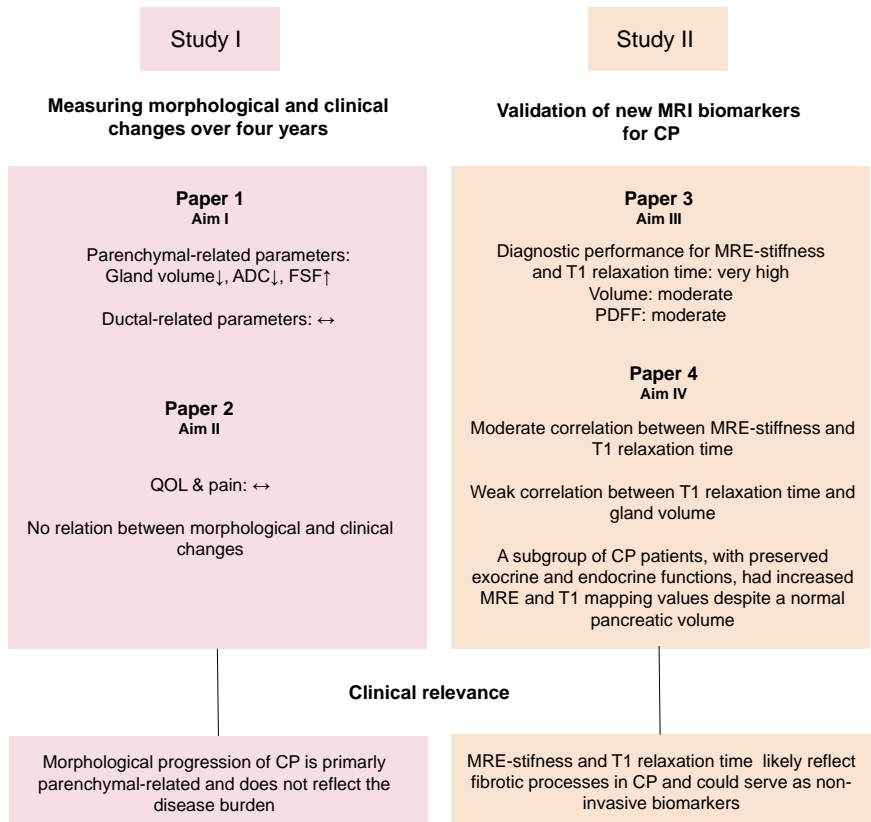 Study I
Measuring morphological and clinical
changes over four years
Paper 1
Aim I
Parenchymal-related parameters:
Gland volume↓, ADC↓, FSF↑
Ductal-related parameters: ↔
Paper 2
Aim II
QOL & pain: ↔
No relation between morphological and clinical
changes
Study II
Validation of new MRI biomarkers
for CP
Paper 3
Aim III
Diagnostic performance for MRE-stiffness
and T1 relaxation time: very high
Volume: moderate
PDFF: moderate
Paper 4
Aim IV
Moderate correlation between MRE-stiffness and
T1 relaxation time
Weak correlation between T1 relaxation time and
gland volume
A subgroup of CP patients, with preserved
exocrine and endocrine functions, had increased
MRE and T1 mapping values despite a normal
pancreatic volume
Clinical relevance
Morphological progression of CP is primarly
parenchymal-related and does not reflect the
disease burden
MRE-stifness and T1 relaxation time likely reflect
fibrotic processes in CP and could serve as non-
invasive biomarkers